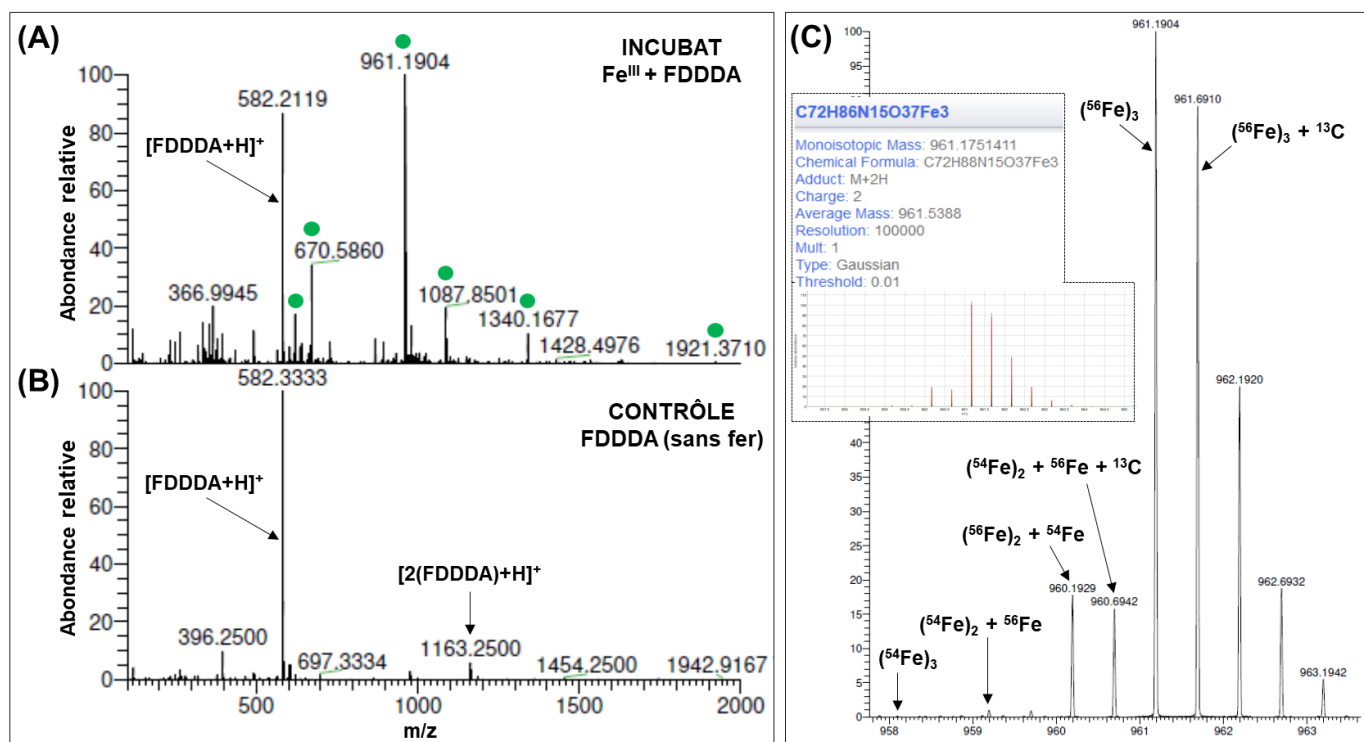 (A)
INCUBAT
Feᴵᴵᴵ + FDDDA
961.1904
100
582.2119
80
[FDDDA+H]⁺
60
670.5860
40
366.9945
1087.8501
1340.1677
20
1428.4976
1921.3710
0
Abondance relative
(B)
582.3333
100
CONTRÔLE
FDDDA (sans fer)
80
[FDDDA+H]⁺
60
40
[2(FDDDA)+H]⁺
20
396.2500
697.3334
1163.2500
1454.2500
1942.9167
0
Abondance relative
500
1000
1500
2000
m/z
(C)
961.1904
100
95
961.6910
(⁵⁶Fe)₃
(⁵⁶Fe)₃ + ¹³C
C72H86N15O37Fe3
Monoisotopic Mass: 961.1751411
Chemical Formula: C72H88N15O37Fe3
Adduct: M+2H
Charge: 2
Average Mass: 961.5388
Resolution: 100000
Mult: 1
Type: Gaussian
Threshold: 0.01
962.1920
40
35
(⁵⁴Fe)₂ + ⁵⁶Fe + ¹³C
30
(⁵⁶Fe)₂ + ⁵⁴Fe
25
20
960.1929
962.6932
960.6942
15
(⁵⁴Fe)₂ + ⁵⁶Fe
10
(⁵⁴Fe)₃
963.1942
5
0
958
959
960
961
962
963